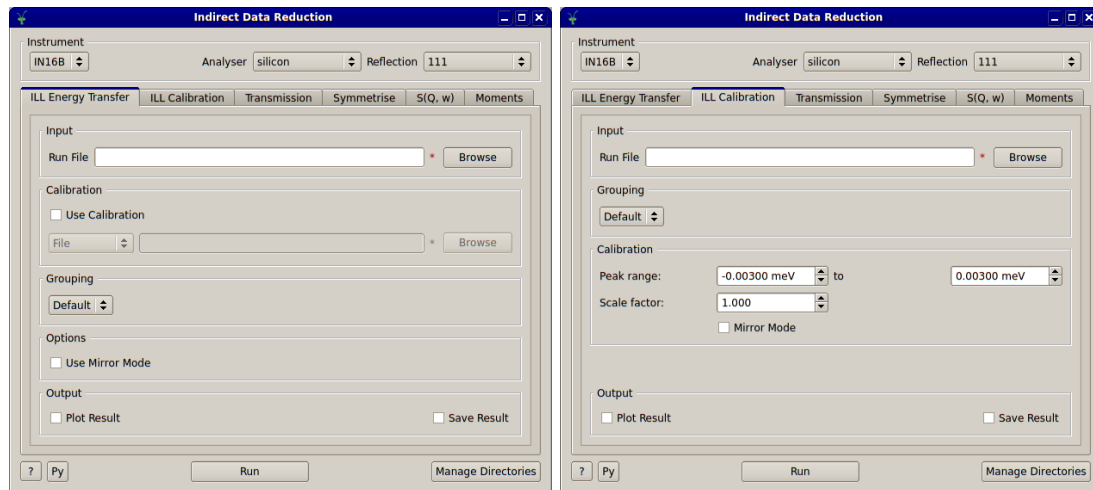 Indirect Data Reduction
Instrument
IN16B Analyser silicon Reflection 111
ILL Energy Transfer ILL Calibration Transmission Symmetrise S(Q, w) Moments
Input
Run File * Browse
Calibration
Use Calibration
File * Browse
Grouping
Default
Options
Use Mirror Mode
Output
Plot Result Save Result
? Py Run Manage Directories
Indirect Data Reduction
Instrument
IN16B Analyser silicon Reflection 111
ILL Energy Transfer ILL Calibration Transmission Symmetrise S(Q, w) Moments
Input
Run File * Browse
Grouping
Default
Calibration
Peak range: -0.00300 meV to 0.00300 meV
Scale factor: 1.000
Mirror Mode
Output
Plot Result Save Result
? Py Run Manage Directories